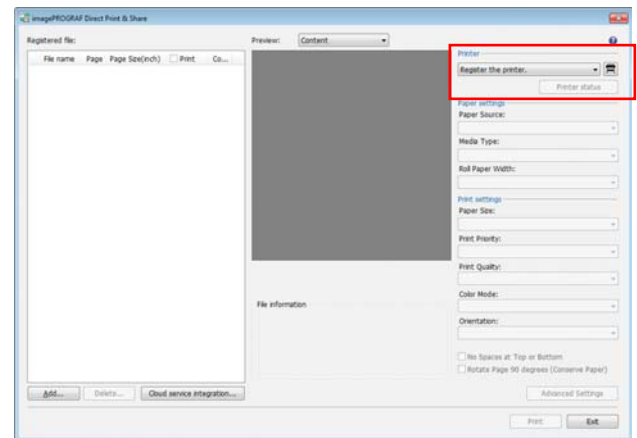 imagePROGRAF Direct Print & Share
Registered file:
File name Page Page Size(inch) Print Co...
Preview: Content
Printer
Register the printer.
Printer status
Paper settings
Paper Source:
Media Type:
Roll Paper Width:
Print settings
Paper Size:
Print Priority:
Print Quality:
Color Mode:
Orientation:
No Spaces at Top or Bottom
Rotate Page 90 degrees (Conserve Paper)
File information
Add... Delete... Cloud service integration...
Advanced Settings
Print Exit